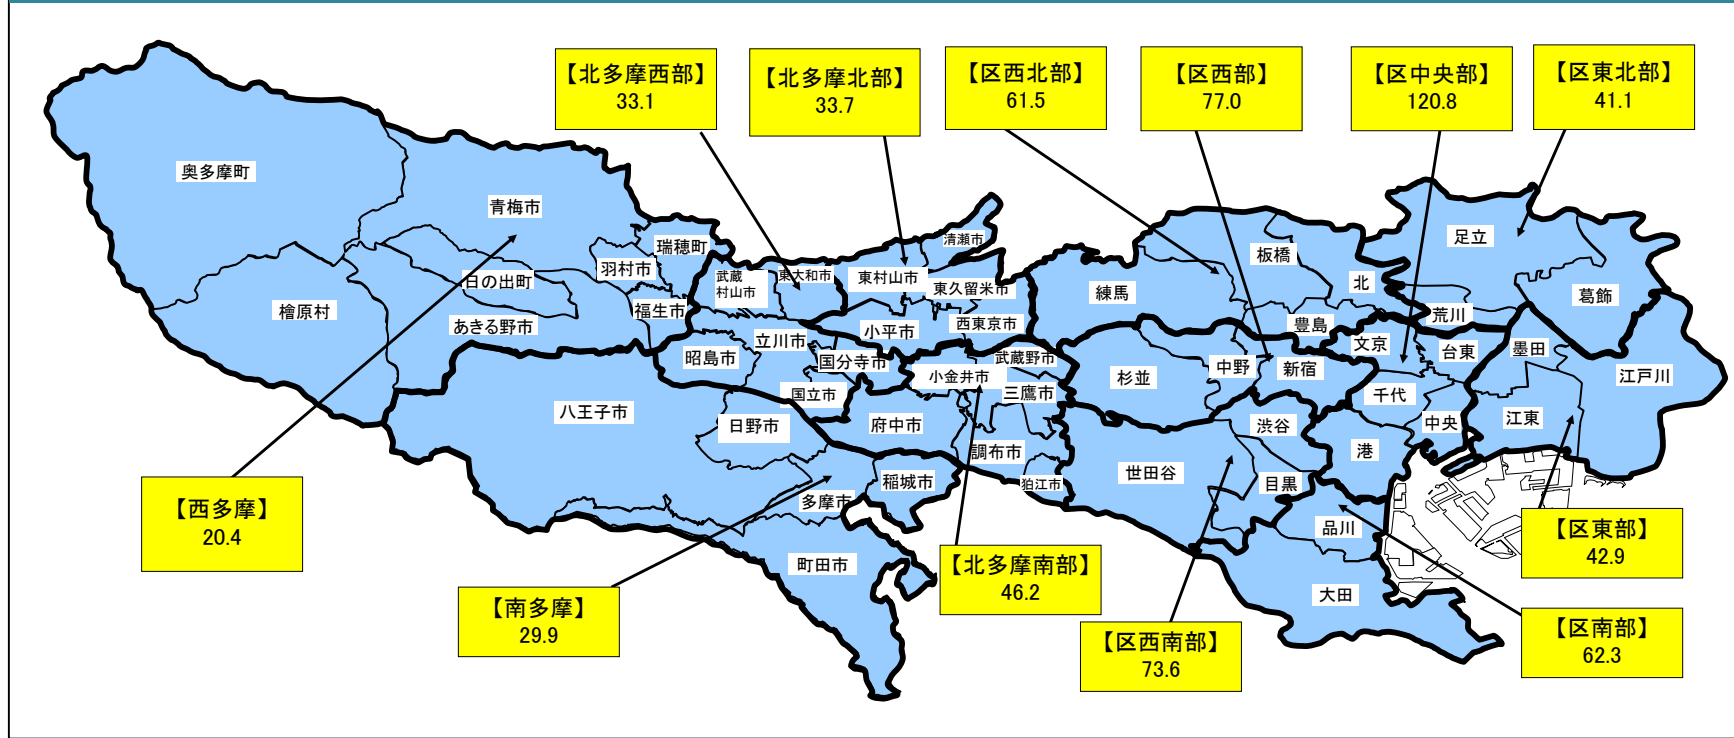 【北多摩西部】
33.1
【北多摩北部】
33.7
【区西北部】
61.5
【区西部】
77.0
【区中央部】
120.8
【区東北部】
41.1
奥多摩町
青梅市
瑞穂町
羽村市
日の出町
福生市
檜原村
あきる野市
武蔵
村山市
東大和市
東村山市
清瀬市
東久留米市
小平市
西東京市
立川市
昭島市
国分寺市
国立市
武蔵野市
小金井市
三鷹市
府中市
調布市
狛江市
八王子市
日野市
多摩市
稲城市
町田市
練馬
板橋
北
豊島
足立
葛飾
荒川
杉並
中野
新宿
文京
台東
墨田
江戸川
千代
中央
江東
渋谷
港
世田谷
目黒
品川
大田
【西多摩】
20.4
【南多摩】
29.9
【北多摩南部】
46.2
【区西南部】
73.6
【区東部】
42.9
【区南部】
62.3